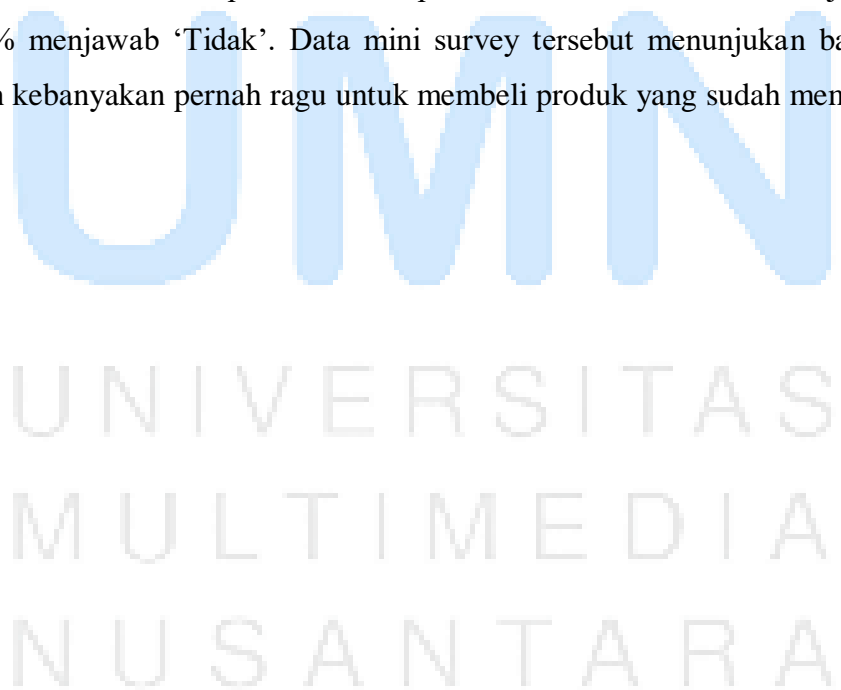 % menjawab ‘Tidak’. Data mini survey tersebut menunjukan ba
kebanyakan pernah ragu untuk membeli produk yang sudah men
UMN
UNIVERSITAS
MULTIMEDIA
NUSANTARA